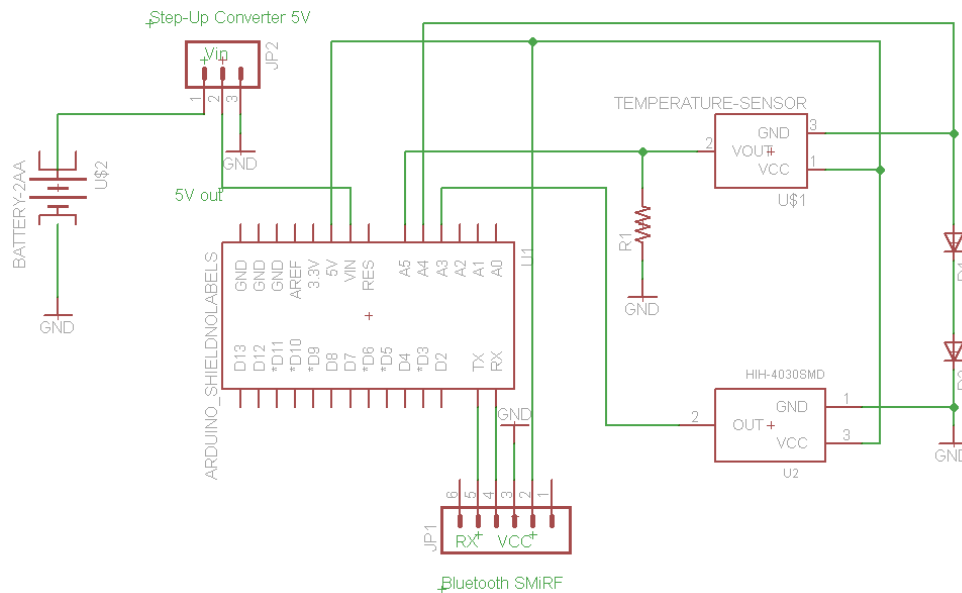 Step-Up Converter 5V
Vin
JP2
1
2
3
GND
BATTERY-2AA
U$2
GND
5V out
TEMPERATURE-SENSOR
GND
3
2
VOUT
VCC
1
U$1
R1
GND
U1
GND
GND
GND
AREF
3.3V
5V
VIN
RES
A5
A4
A3
A2
A1
A0
ARDUINO_SHIELDNOLABELS
D13
D12
*D11
*D10
*D9
D8
D7
*D6
*D5
D4
*D3
D2
TX
RX
HIH-4030SMD
GND
1
2
OUT
VCC
3
U2
GND
GND
6
5
4
3
2
1
JP1
RX
VCC
Bluetooth SMiRF